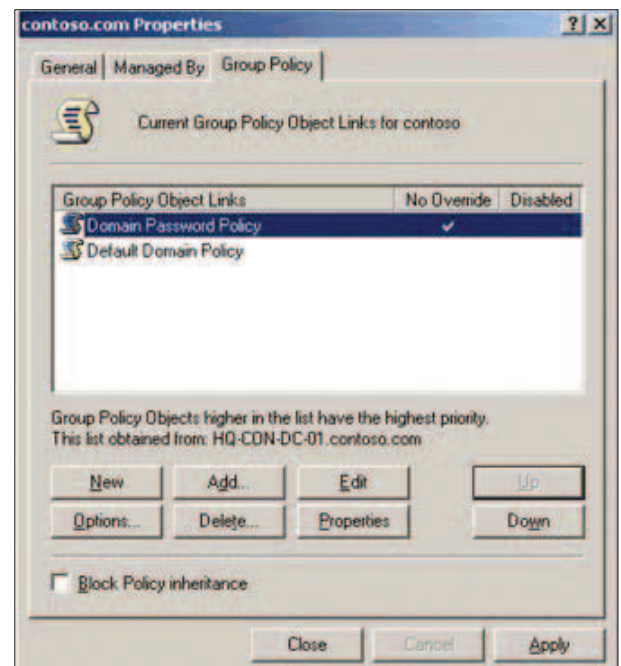 contoso.com Properties
General Managed By Group Policy
Current Group Policy Object Links for contoso
Group Policy Object Links No Override Disabled
Domain Password Policy
Default Domain Policy
Group Policy Objects higher in the list have the highest priority.
This list obtained from: HQ-CON-DC-01.contoso.com
New Add... Edit Up
Options... Delete... Properties Down
Block Policy inheritance
Close Cancel Apply